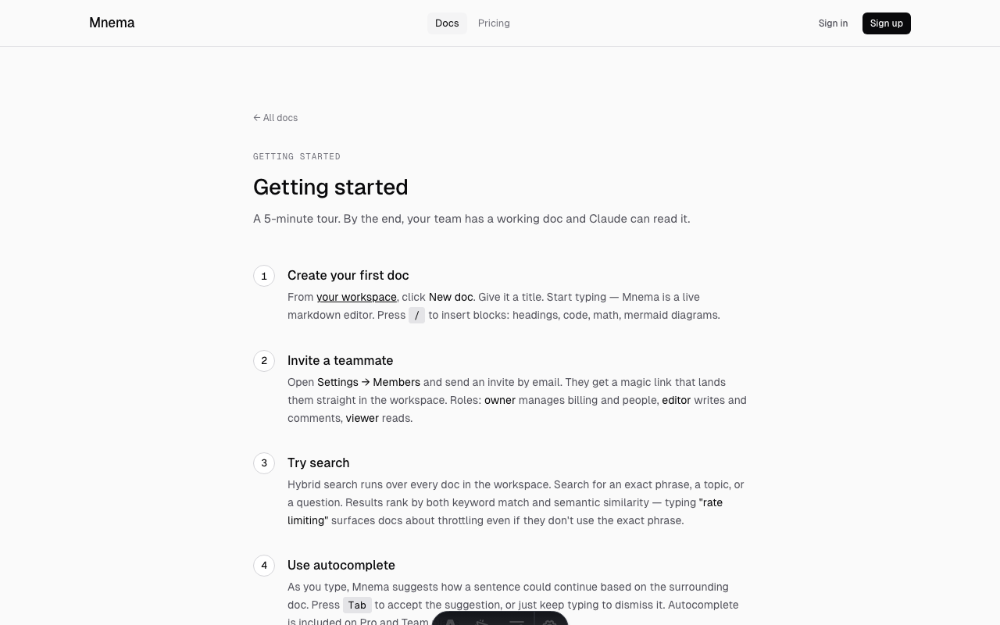 Mnema
Docs
Pricing
Sign in
Sign up
← All docs
GETTING STARTED
Getting started
A 5-minute tour. By the end, your team has a working doc and Claude can read it.
1
Create your first doc
From your workspace, click New doc. Give it a title. Start typing — Mnema is a live
markdown editor. Press / to insert blocks: headings, code, math, mermaid diagrams.
2
Invite a teammate
Open Settings → Members and send an invite by email. They get a magic link that lands
them straight in the workspace. Roles: owner manages billing and people, editor writes and
comments, viewer reads.
3
Try search
Hybrid search runs over every doc in the workspace. Search for an exact phrase, a topic, or
a question. Results rank by both keyword match and semantic similarity — typing "rate
limiting" surfaces docs about throttling even if they don't use the exact phrase.
4
Use autocomplete
As you type, Mnema suggests how a sentence could continue based on the surrounding
doc. Press Tab to accept the suggestion, or just keep typing to dismiss it. Autocomplete
is included on Pro and Team